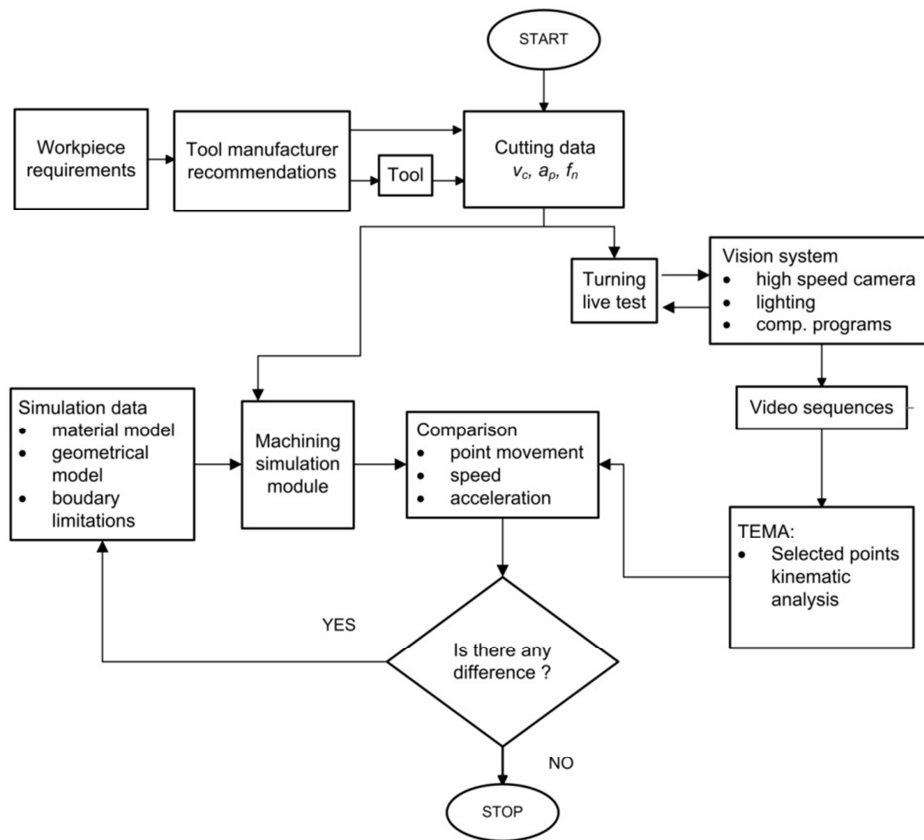 START
Workpiece
requirements
Tool manufacturer
recommendations
Tool
Cutting data
vc, ap, fn
Turning
live test
Vision system
• high speed camera
• lighting
• comp. programs
Video sequences
TEMA:
• Selected points
kinematic
analysis
Simulation data
• material model
• geometrical
model
• boudary
limitations
Machining
simulation
module
Comparison
• point movement
• speed
• acceleration
YES
Is there any
difference ?
NO
STOP